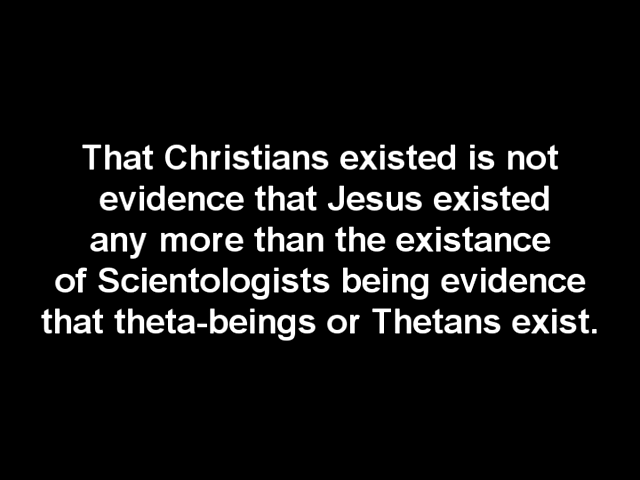 That Christians existed is not
evidence that Jesus existed
any more than the existance
of Scientologists being evidence
that theta-beings or Thetans exist.